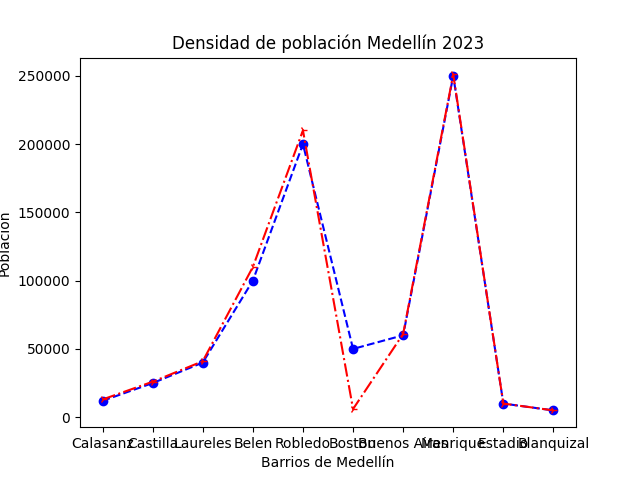 Densidad de población Medellín 2023
250000
200000
150000
100000
50000
0
Población
Calasanz Castilla Laureles Belen Robledo Boston Buenos Aires Manrique Estadio Blanquizal
Barrios de Medellín